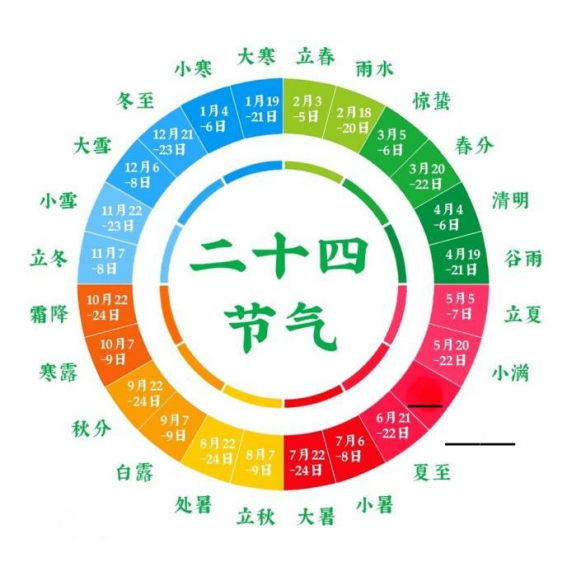 大寒
立春
雨水
惊蛰
春分
清明
谷雨
立夏
小满
夏至
小暑
大暑
立秋
处暑
白露
秋分
寒露
霜降
立冬
小雪
大雪
冬至
小寒
1月19
-21日
2月3
-5日
2月18
-20日
3月5
-6日
3月20
-22日
4月4
-6日
4月19
-21日
5月5
-7日
5月20
-22日
6月21
-22日
7月6
-8日
7月22
-24日
8月7
-9日
8月22
-24日
9月7
-9日
9月22
-24日
10月7
-9日
10月22
-24日
11月7
-8日
11月22
-23日
12月6
-8日
12月21
-23日
1月4
-6日
二十四
节气